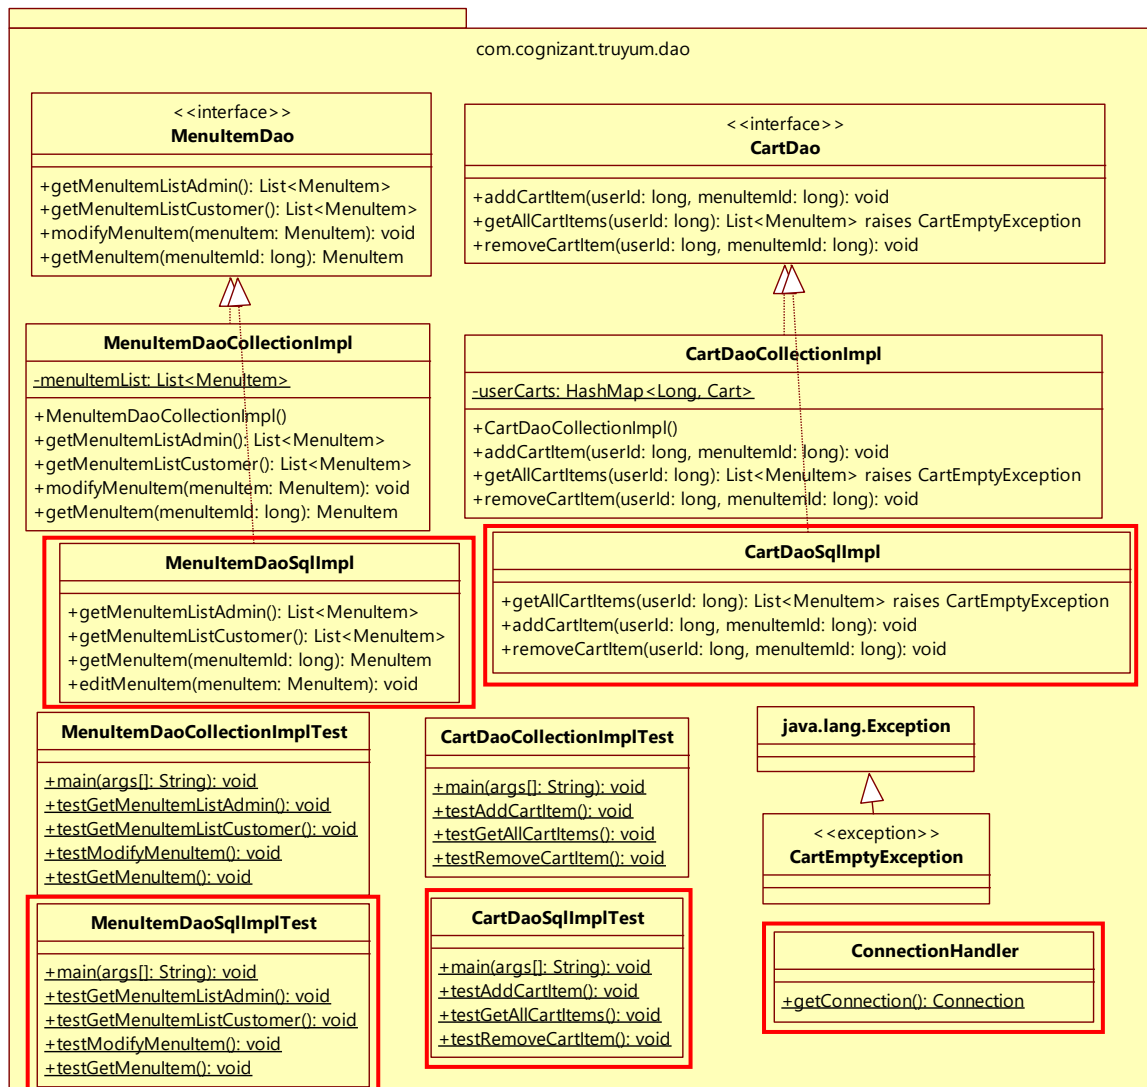 com.cognizant.truyum.dao
<<interface>>
MenuItemDao
+getMenuItemListAdmin(): List<MenuItem>
+getMenuItemListCustomer(): List<MenuItem>
+modifyMenuItem(menuItem: MenuItem): void
+getMenuItem(menuItemId: long): MenuItem
<<interface>>
CartDao
+addCartItem(userId: long, menuItemId: long): void
+getAllCartItems(userId: long): List<MenuItem> raises CartEmptyException
+removeCartItem(userId: long, menuItemId: long): void
MenuItemDaoCollectionImpl
-menuItemList: List<MenuItem>
+MenuItemDaoCollectionImpl()
+getMenuItemListAdmin(): List<MenuItem>
+getMenuItemListCustomer(): List<MenuItem>
+modifyMenuItem(menuItem: MenuItem): void
+getMenuItem(menuItemId: long): MenuItem
CartDaoCollectionImpl
-userCarts: HashMap<Long, Cart>
+CartDaoCollectionImpl()
+addCartItem(userId: long, menuItemId: long): void
+getAllCartItems(userId: long): List<MenuItem> raises CartEmptyException
+removeCartItem(userId: long, menuItemId: long): void
MenuItemDaoSqlImpl
+getMenuItemListAdmin(): List<MenuItem>
+getMenuItemListCustomer(): List<MenuItem>
+getMenuItem(menuItemId: long): MenuItem
+editMenuItem(menuItem: MenuItem): void
CartDaoSqlImpl
+getAllCartItems(userId: long): List<MenuItem> raises CartEmptyException
+addCartItem(userId: long, menuItemId: long): void
+removeCartItem(userId: long, menuItemId: long): void
MenuItemDaoCollectionImplTest
+main(args[]: String): void
+testGetMenuItemListAdmin(): void
+testGetMenuItemListCustomer(): void
+testModifyMenuItem(): void
+testGetMenuItem(): void
CartDaoCollectionImplTest
+main(args[]: String): void
+testAddCartItem(): void
+testGetAllCartItems(): void
+testRemoveCartItem(): void
java.lang.Exception
<<exception>>
CartEmptyException
MenuItemDaoSqlImplTest
+main(args[]: String): void
+testGetMenuItemListAdmin(): void
+testGetMenuItemListCustomer(): void
+testModifyMenuItem(): void
+testGetMenuItem(): void
CartDaoSqlImplTest
+main(args[]: String): void
+testAddCartItem(): void
+testGetAllCartItems(): void
+testRemoveCartItem(): void
ConnectionHandler
+getConnection(): Connection